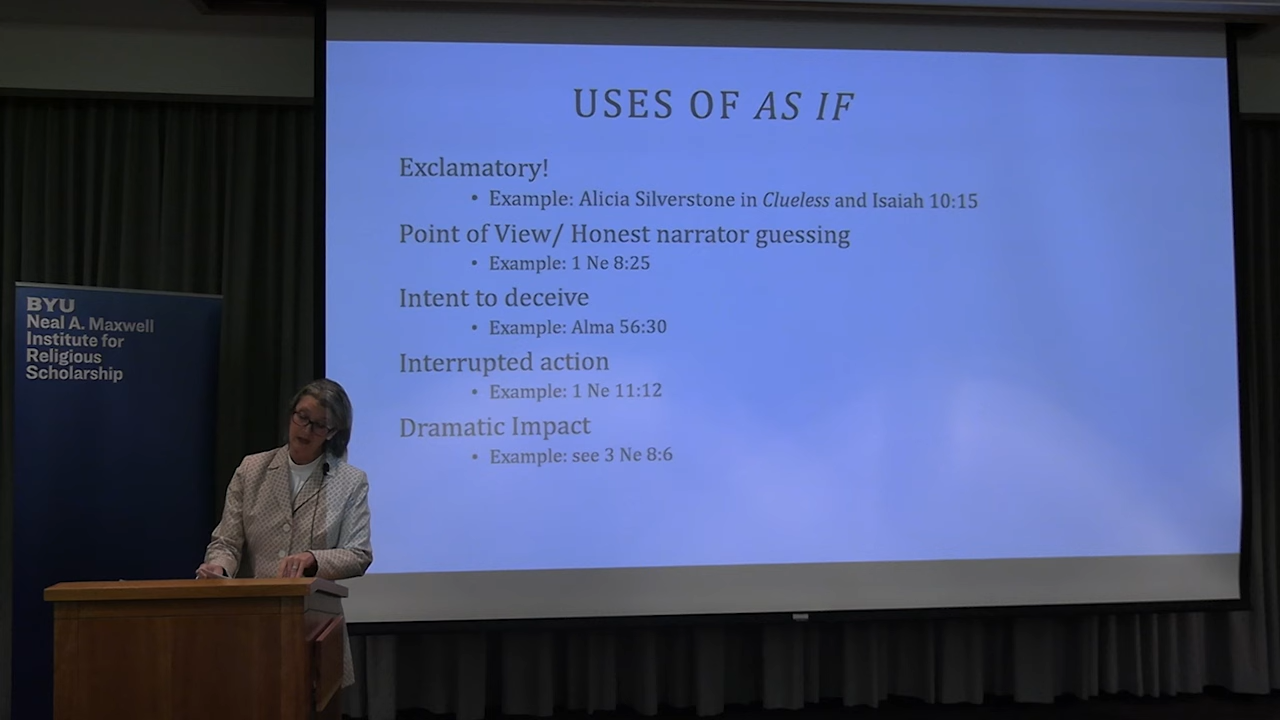 USES OF AS IF
Exclamatory!
• Example: Alicia Silverstone in Clueless and Isaiah 10:15
Point of View/ Honest narrator guessing
• Example: 1 Ne 8:25
Intent to deceive
• Example: Alma 56:30
Interrupted action
• Example: 1 Ne 11:12
Dramatic Impact
• Example: see 3 Ne 8:6
BYU
Neal A. Maxwell
Institute for
Religious
Scholarship